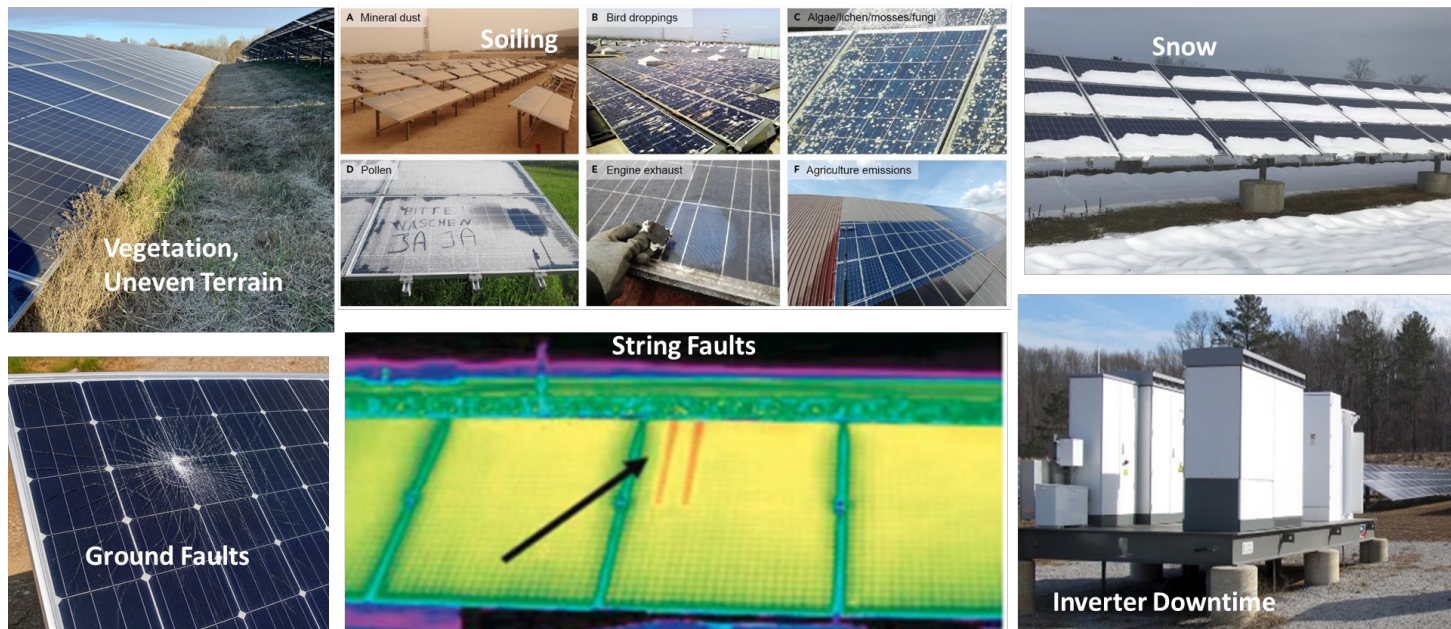 A Mineral dust
Soiling
B Bird droppings
C Algae/lichen/mosses/fungi
Snow
D Pollen
BITTE
WASCHEN
JA JA
E Engine exhaust
F Agriculture emissions
Vegetation,
Uneven Terrain
String Faults
Ground Faults
Inverter Downtime